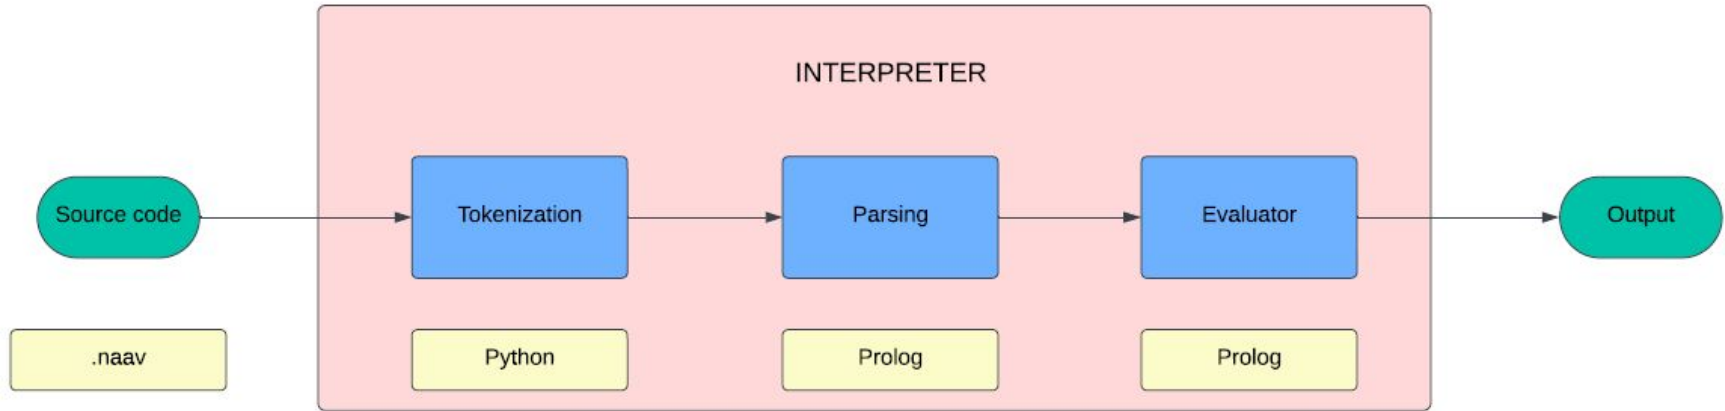 INTERPRETER
Source code
Tokenization
Parsing
Evaluator
Output
.naav
Python
Prolog
Prolog